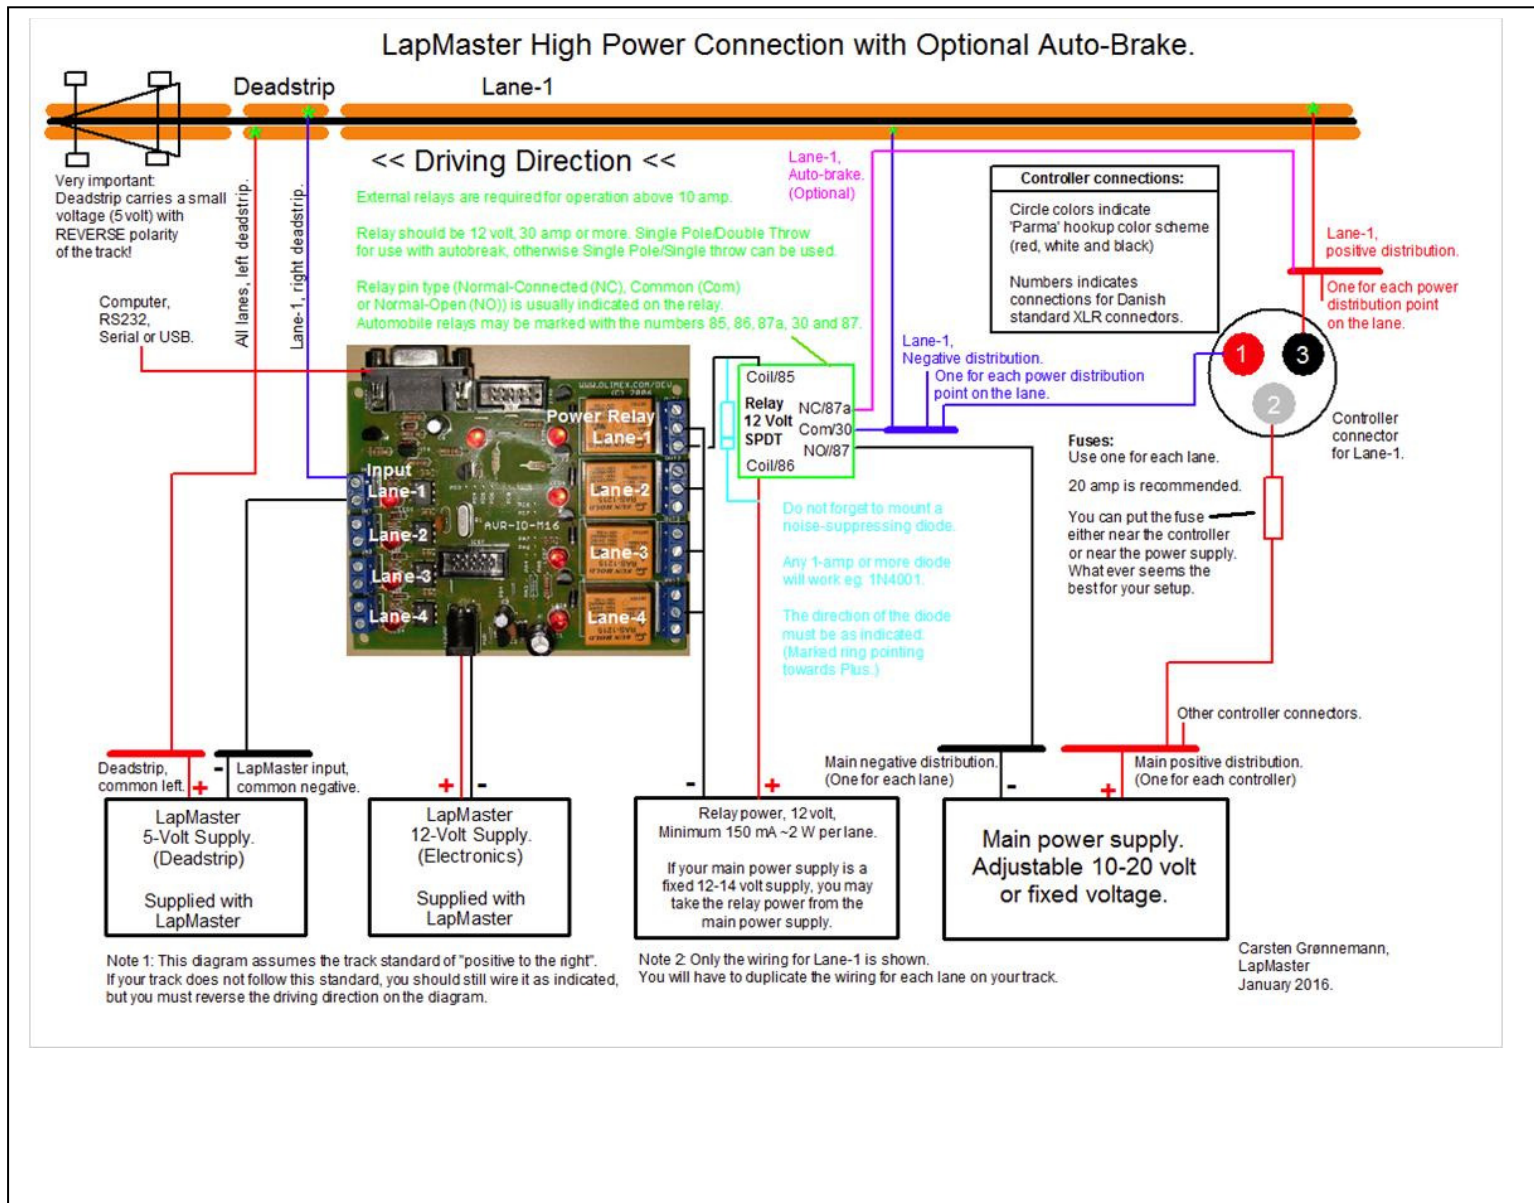 LapMaster High Power Connection with Optional Auto-Brake.
Deadstrip
Lane-1
<< Driving Direction <<
Very important:
Deadstrip carries a small
voltage (5 volt) with
REVERSE polarity
of the track!
All lanes, left deadstrip.
Lane-1, right deadstrip.
External relays are required for operation above 10 amp.
Relay should be 12 volt, 30 amp or more. Single Pole/Double Throw
for use with autobreak, otherwise Single Pole/Single throw can be used.
Relay pin type (Normal-Connected (NC), Common (Com)
or Normal-Open (NO)) is usually indicated on the relay.
Automobile relays may be marked with the numbers 85, 86, 87a, 30 and 87.
Lane-1,
Auto-brake.
(Optional)
Controller connections:
Circle colors indicate
'Parma' hookup color scheme
(red, white and black)
Numbers indicates
connections for Danish
standard XLR connectors.
Lane-1,
positive distribution.
One for each power
distribution point
on the lane.
Computer,
RS232,
Serial or USB.
Lane-1,
Negative distribution.
One for each power distribution
point on the lane.
1
3
2
Controller
connector
for Lane-1.
WWW.OLIMEX.COM/DEV
Power Relay
Lane-1
Lane-2
Lane-3
Lane-4
Input
Lane-1
Lane-2
Lane-3
Lane-4
AVR-IO-M16
RAS-1215
RAS-1215
RAS-1215
Coil/85
Relay
12 Volt
SPDT
NC/87a
Com/30
NO//87
Coil/86
Do not forget to mount a
noise-suppressing diode.
Any 1-amp or more diode
will work eg. 1N4001.
The direction of the diode
must be as indicated:
(Marked ring pointing
towards Plus.)
Fuses:
Use one for each lane.
20 amp is recommended.
You can put the fuse
either near the controller
or near the power supply.
What ever seems the
best for your setup.
Other controller connectors.
Deadstrip,
common left.
+
-
LapMaster input,
common negative.
+
-
-
+
Main negative distribution.
(One for each lane)
-
+
Main positive distribution.
(One for each controller)
LapMaster
5-Volt Supply.
(Deadstrip)
Supplied with
LapMaster
LapMaster
12-Volt Supply.
(Electronics)
Supplied with
LapMaster
Relay power, 12 volt,
Minimum 150 mA ~2 W per lane.
If your main power supply is a
fixed 12-14 volt supply, you may
take the relay power from the
main power supply.
Main power supply.
Adjustable 10-20 volt
or fixed voltage.
Note 1: This diagram assumes the track standard of "positive to the right".
If your track does not follow this standard, you should still wire it as indicated,
but you must reverse the driving direction on the diagram.
Note 2: Only the wiring for Lane-1 is shown.
You will have to duplicate the wiring for each lane on your track.
Carsten Grønnemann,
LapMaster
January 2016.